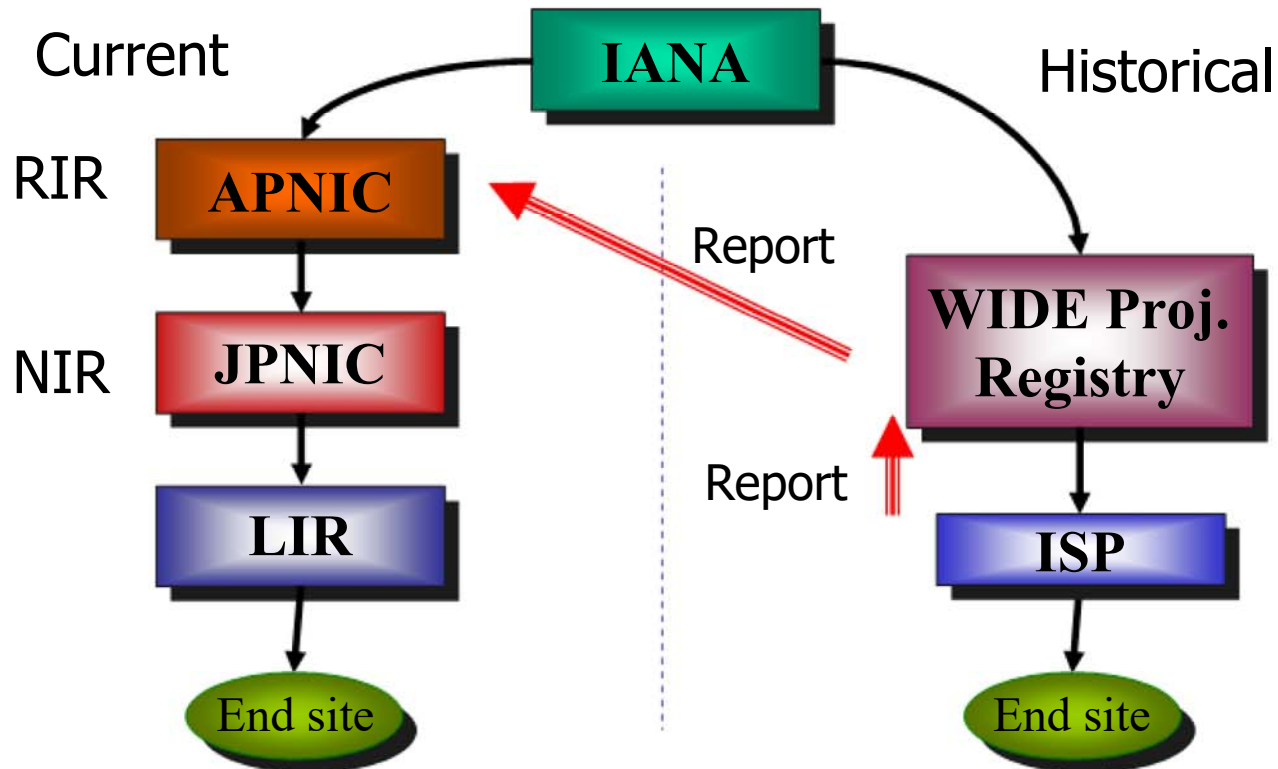 Current
IANA
Historical
RIR
APNIC
Report
WIDE Proj.
Registry
NIR
JPNIC
Report
LIR
ISP
End site
End site